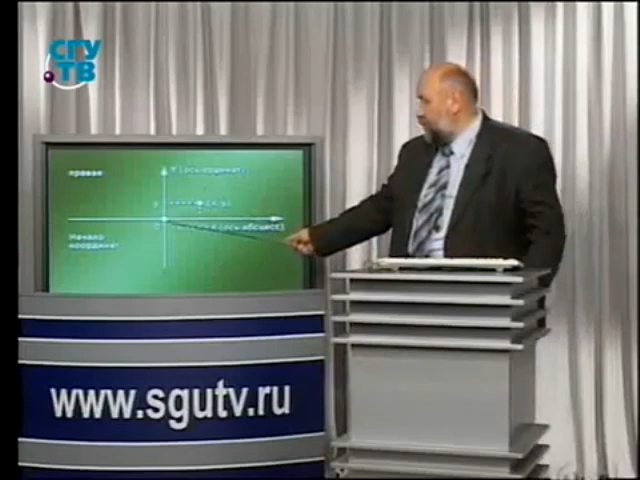 СГУ
ТВ
правая
Y (ось ординат)
(X, y)
X (ось абсцисс)
Начало
координат
www.sgutv.ru